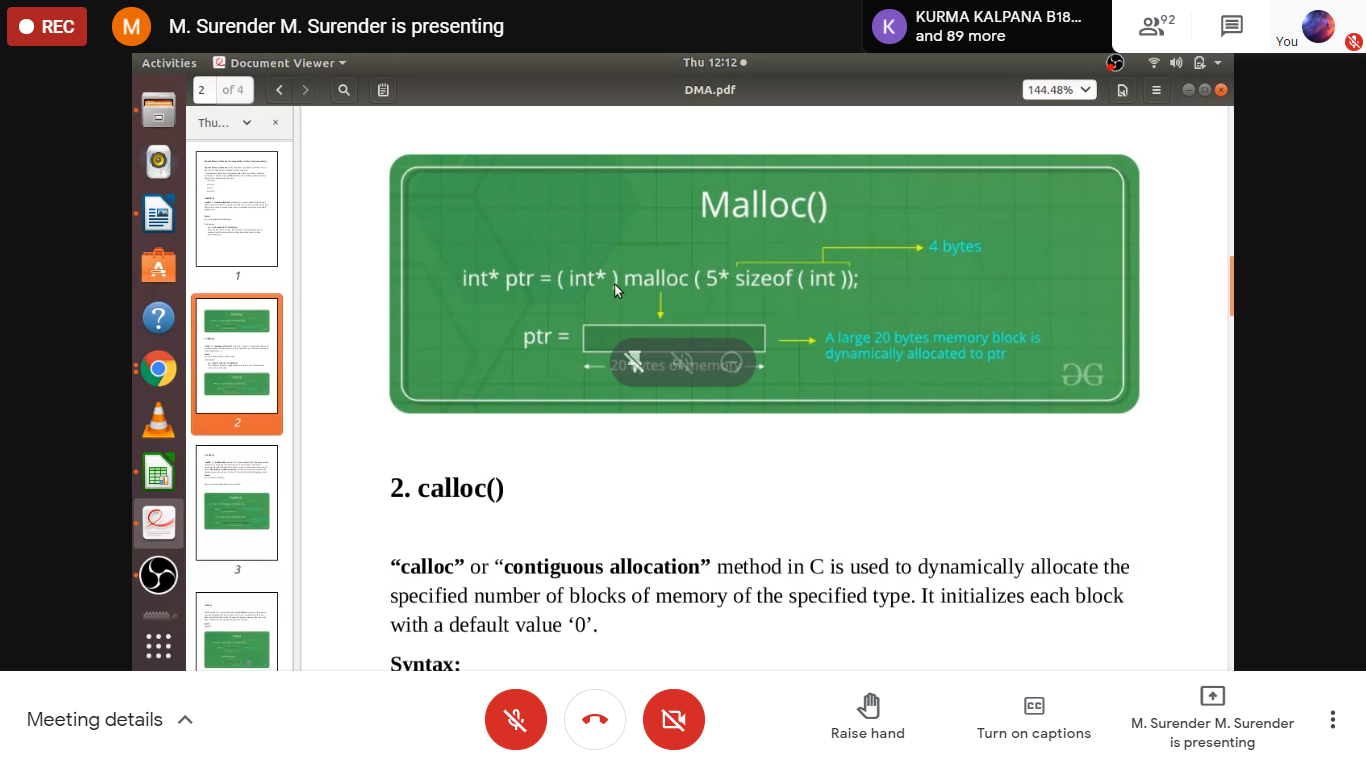 REC
M
M. Surender M. Surender is presenting
K
KURMA KALPANA B18...
and 89 more
92
You
Activities
Document Viewer
Thu 12:12
2
of 4
DMA.pdf
144.48%
Thu...
×
1
2
3
Malloc()
4 bytes
int* ptr = ( int* ) malloc ( 5* sizeof ( int ));
ptr =
A large 20 bytes memory block is
dynamically allocated to ptr
20 bytes of memory
GG
2. calloc()
“calloc” or “contiguous allocation” method in C is used to dynamically allocate the
specified number of blocks of memory of the specified type. It initializes each block
with a default value ‘0’.
Syntax:
Meeting details
Raise hand
CC
Turn on captions
M. Surender M. Surender
is presenting